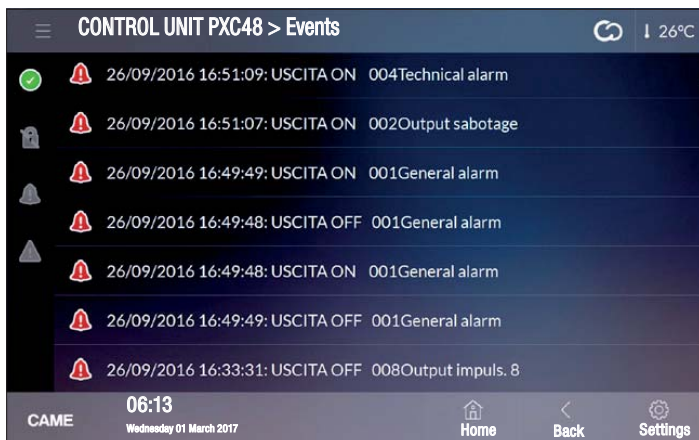 CONTROL UNIT PXC48 > Events
26°C
26/09/2016 16:51:09: USCITA ON 004Technical alarm
26/09/2016 16:51:07: USCITA ON 002Output sabotage
26/09/2016 16:49:49: USCITA ON 001General alarm
26/09/2016 16:49:48: USCITA OFF 001General alarm
26/09/2016 16:49:48: USCITA ON 001General alarm
26/09/2016 16:49:49: USCITA OFF 001General alarm
26/09/2016 16:33:31: USCITA OFF 008Output impuls. 8
CAME
06:13
Wednesday 01 March 2017
Home
Back
Settings